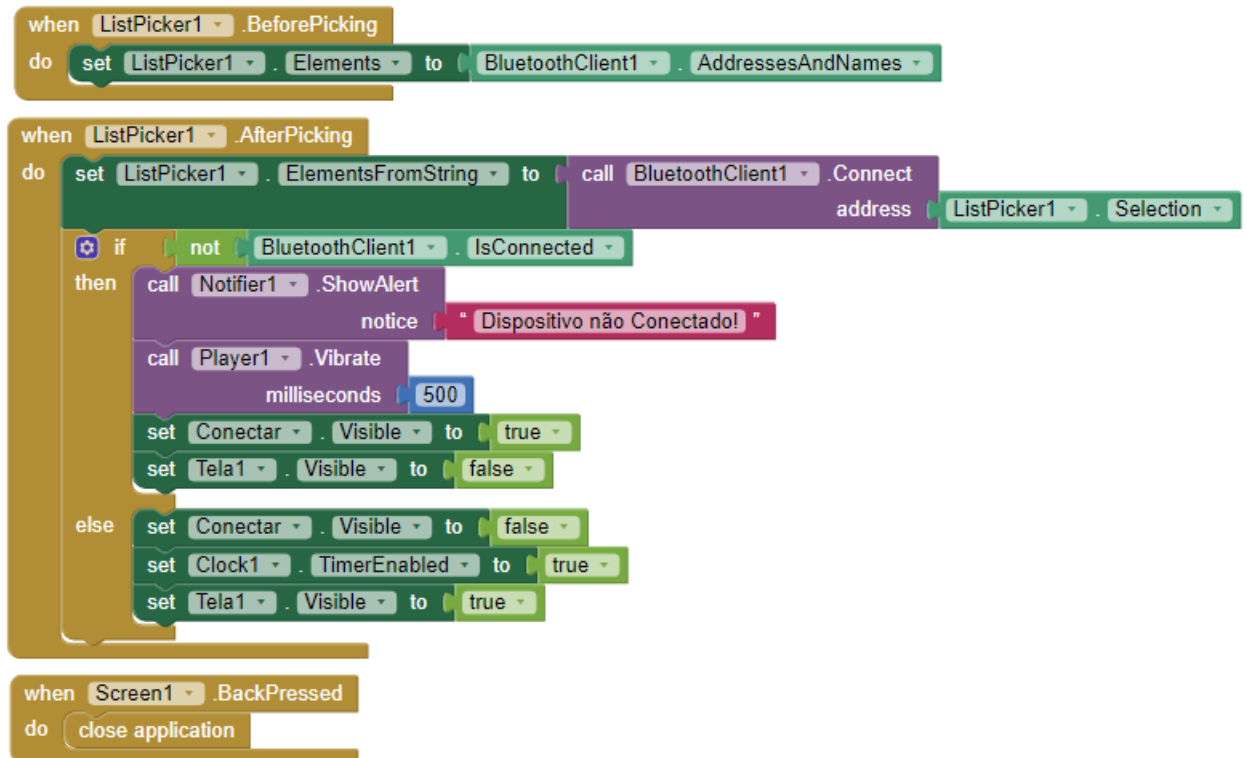 when ListPicker1 .BeforePicking
do set ListPicker1 . Elements to BluetoothClient1 . AddressesAndNames
when ListPicker1 .AfterPicking
do set ListPicker1 . ElementsFromString to call BluetoothClient1 .Connect
address ListPicker1 . Selection
if not BluetoothClient1 . IsConnected
then call Notifier1 .ShowAlert
notice “ Dispositivo não Conectado! ”
call Player1 .Vibrate
milliseconds 500
set Conectar . Visible to true
set Tela1 . Visible to false
else set Conectar . Visible to false
set Clock1 . TimerEnabled to true
set Tela1 . Visible to true
when Screen1 .BackPressed
do close application